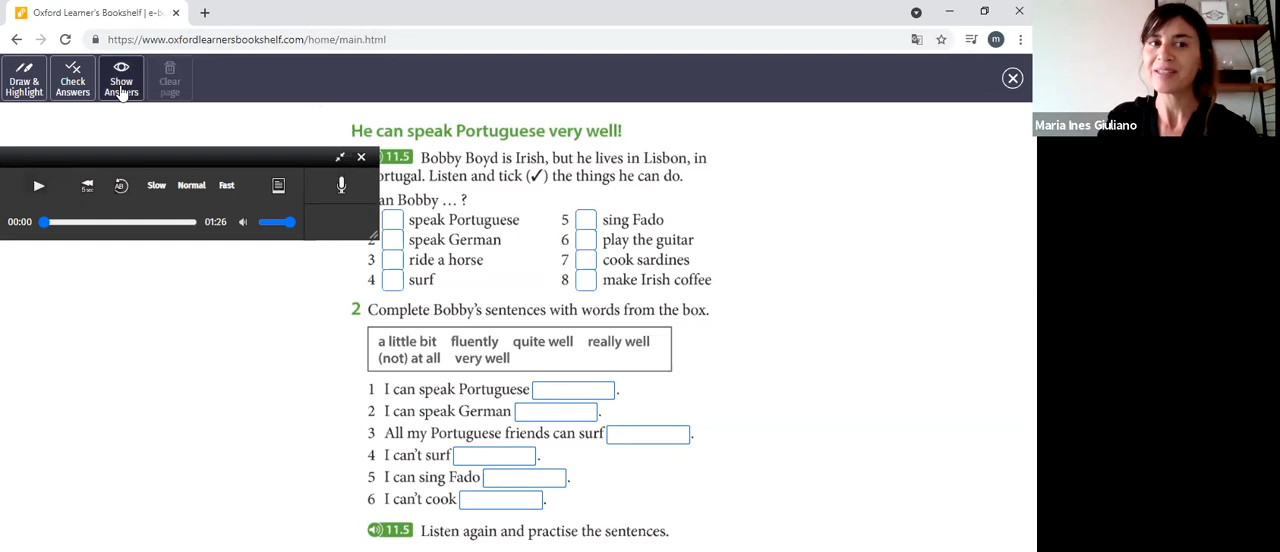 Oxford Learner's Bookshelf | e-b
https://www.oxfordlearnersbookshelf.com/home/main.html
m
Draw & Highlight
Check Answers
Show Answers
Clear page
Maria Ines Giuliano
He can speak Portuguese very well!
11.5 Bobby Boyd is Irish, but he lives in Lisbon, in
ortugal. Listen and tick (✓) the things he can do.
an Bobby … ?
speak Portuguese
2 speak German
3 ride a horse
4 surf
5 sing Fado
6 play the guitar
7 cook sardines
8 make Irish coffee
5 sec
AB
Slow Normal Fast
00:00 01:26
2 Complete Bobby's sentences with words from the box.
a little bit fluently quite well really well
(not) at all very well
1 I can speak Portuguese .
2 I can speak German .
3 All my Portuguese friends can surf .
4 I can't surf .
5 I can sing Fado .
6 I can't cook .
11.5 Listen again and practise the sentences.